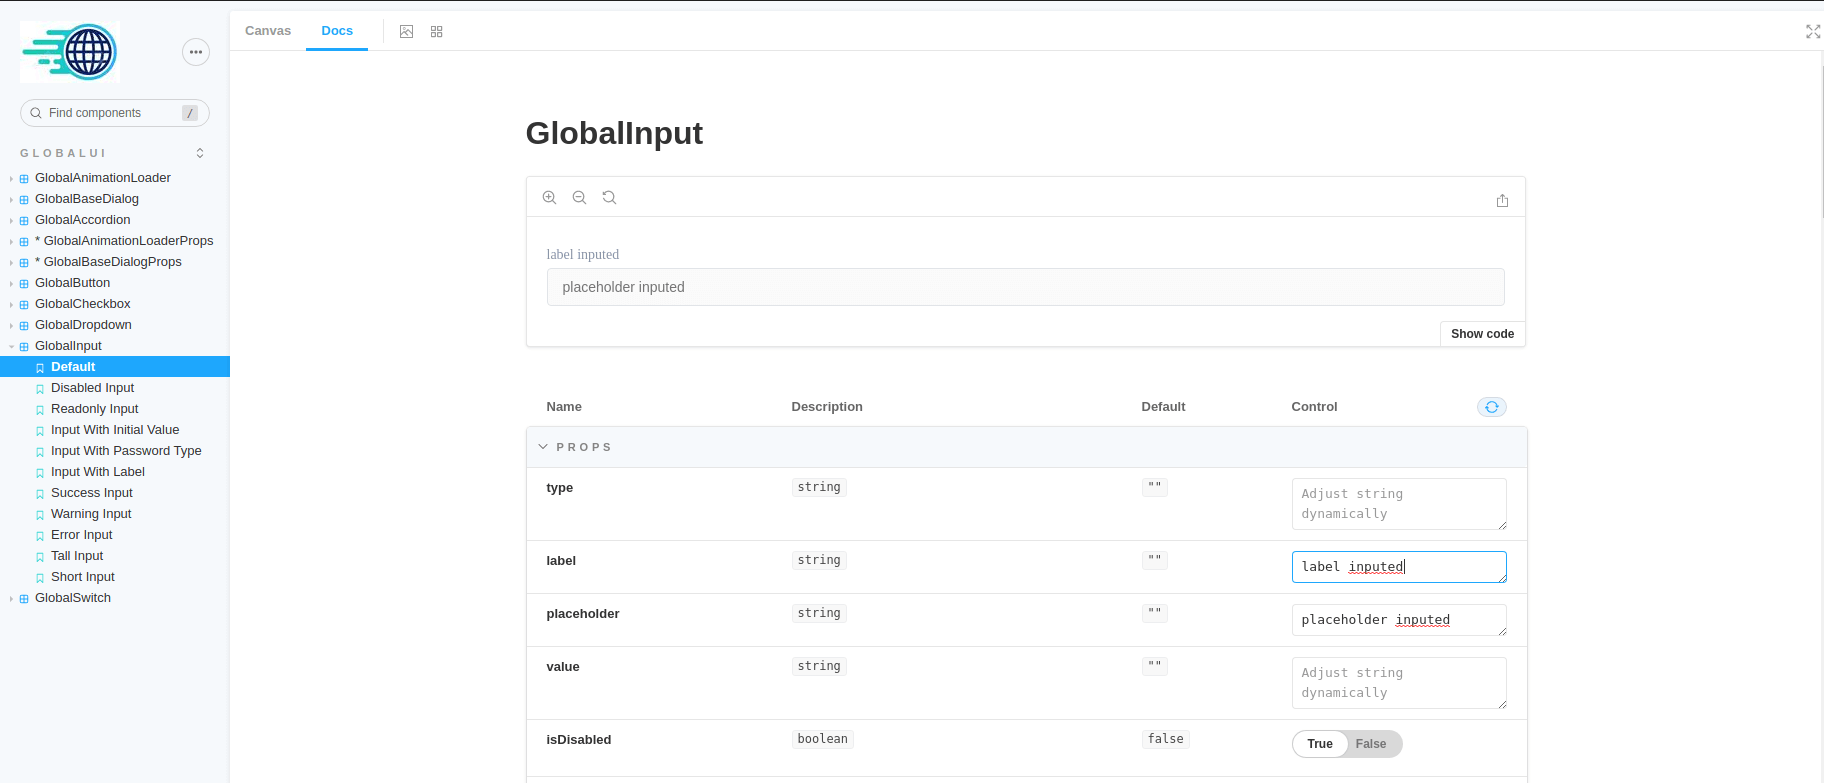 Canvas
Docs
Find components
/
GLOBALUI
GlobalAnimationLoader
GlobalBaseDialog
GlobalAccordion
* GlobalAnimationLoaderProps
* GlobalBaseDialogProps
GlobalButton
GlobalCheckbox
GlobalDropdown
GlobalInput
Default
Disabled Input
Readonly Input
Input With Initial Value
Input With Password Type
Input With Label
Success Input
Warning Input
Error Input
Tall Input
Short Input
GlobalSwitch
GlobalInput
label inputed
placeholder inputed
Show code
Name Description Default Control
PROPS
type string "" Adjust string
dynamically
label string "" label inputed
placeholder string "" placeholder inputed
value string "" Adjust string
dynamically
isDisabled boolean false True False